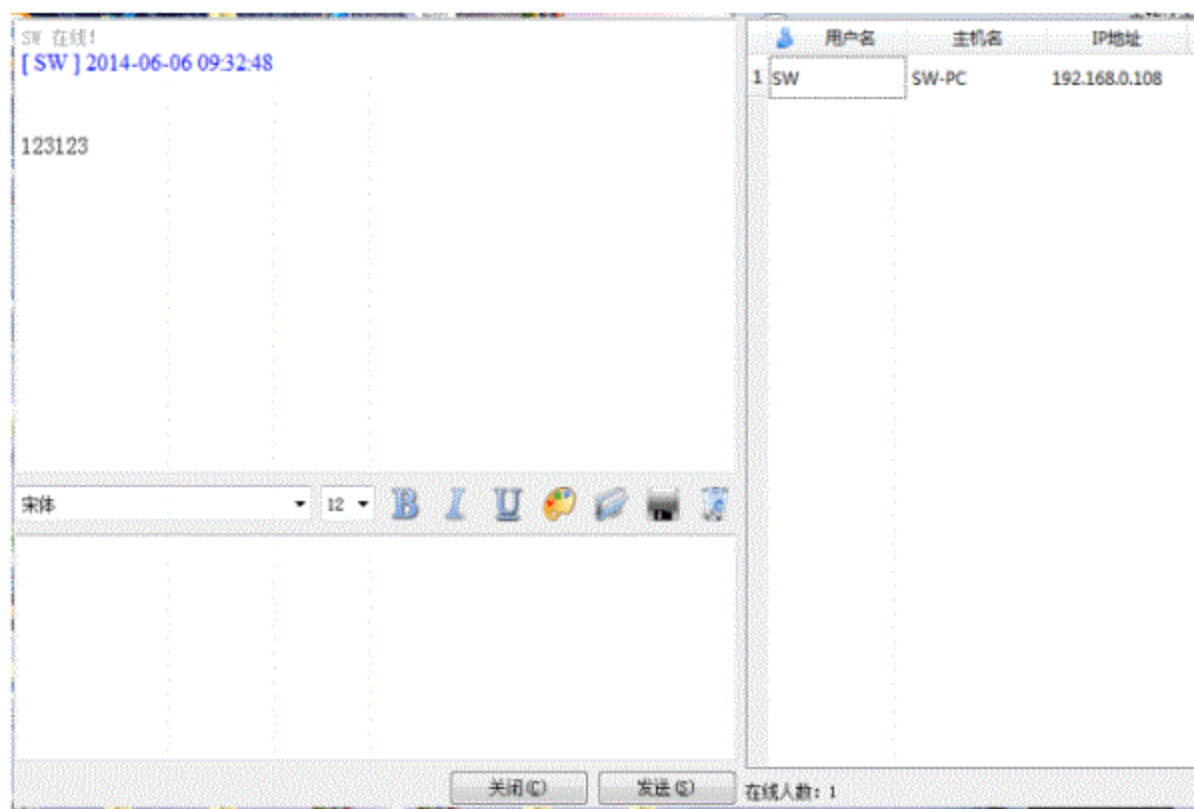 SW 在线!
[ SW ] 2014-06-06 09:32:48
123123
宋体
12
B I U
关闭(C)
发送(S)
用户名 主机名 IP地址
1 SW SW-PC 192.168.0.108
在线人数: 1